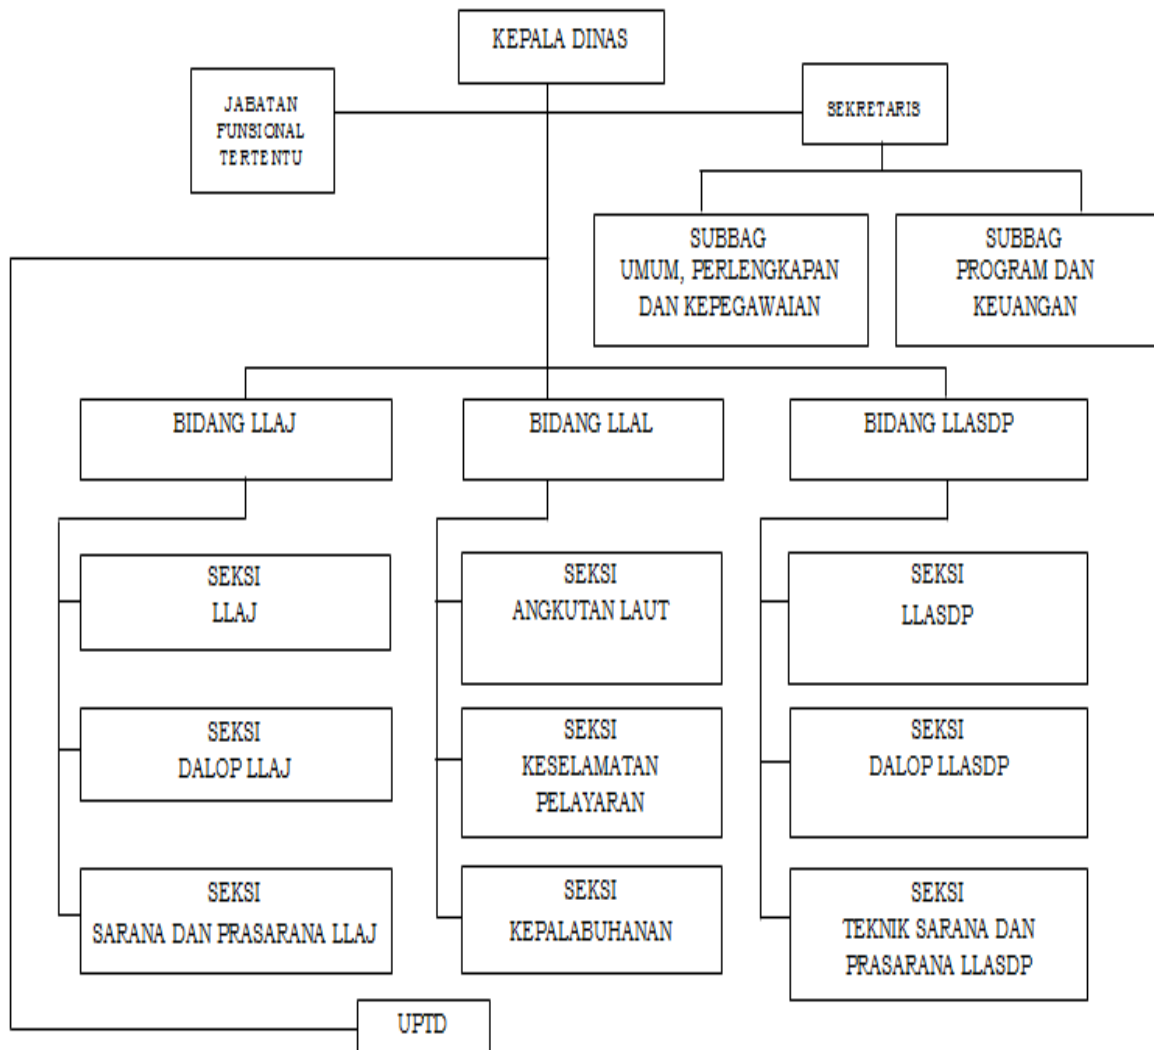 KEPALA DINAS
JABATAN
FUNSIONAL
TERTENTU
SEKRETARIS
SUBBAG
UMUM, PERLENGKAPAN
DAN KEPEGAWAIAN
SUBBAG
PROGRAM DAN
KEUANGAN
BIDANG LLAJ
BIDANG LLAL
BIDANG LLASDP
SEKSI
LLAJ
SEKSI
ANGKUTAN LAUT
SEKSI
LLASDP
SEKSI
DALOP LLAJ
SEKSI
KESELAMATAN
PELAYARAN
SEKSI
DALOP LLASDP
SEKSI
SARANA DAN PRASARANA LLAJ
SEKSI
KEPALABUHANAN
SEKSI
TEKNIK SARANA DAN
PRASARANA LLASDP
UPTD